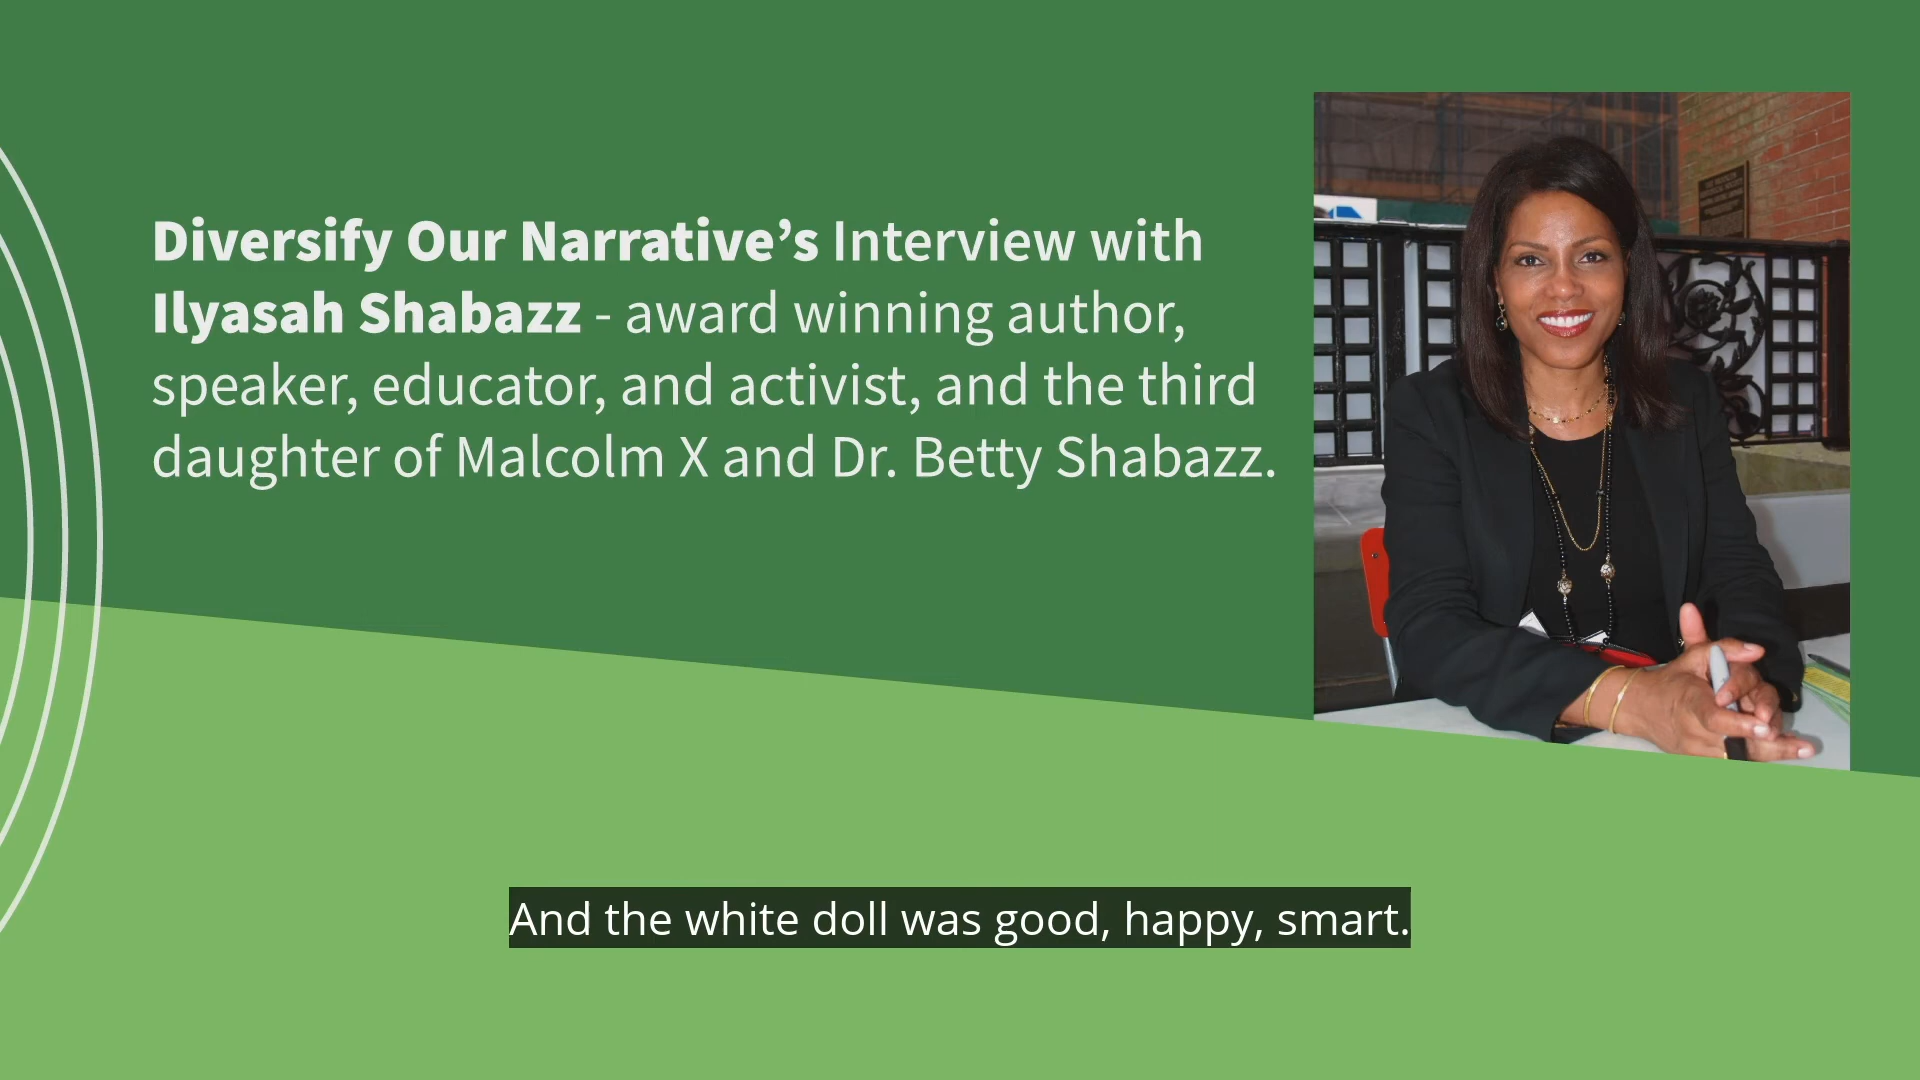 Diversify Our Narrative’s Interview with
Ilyasah Shabazz - award winning author,
speaker, educator, and activist, and the third
daughter of Malcolm X and Dr. Betty Shabazz.
And the white doll was good, happy, smart.